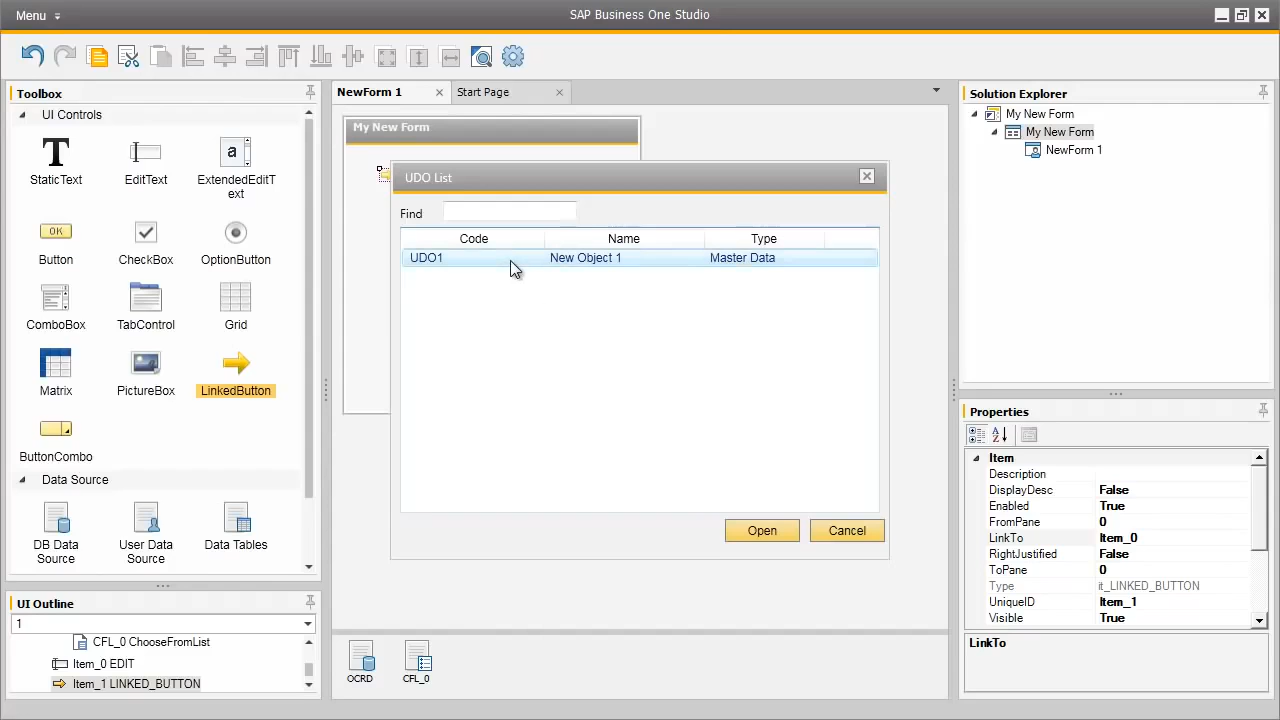 Menu
SAP Business One Studio
Toolbox
UI Controls
StaticText
EditText
ExtendedEditT
ext
Button
CheckBox
OptionButton
ComboBox
TabControl
Grid
Matrix
PictureBox
LinkedButton
ButtonCombo
Data Source
DB Data
Source
User Data
Source
Data Tables
UI Outline
1
CFL_0 ChooseFromList
Item_0 EDIT
Item_1 LINKED_BUTTON
NewForm 1
Start Page
My New Form
UDO List
Find
Code Name Type
UDO1 New Object 1 Master Data
Open
Cancel
OCRD
CFL_0
Solution Explorer
My New Form
My New Form
NewForm 1
Properties
Item
Description
DisplayDesc False
Enabled True
FromPane 0
LinkTo Item_0
RightJustified False
ToPane 0
Type it_LINKED_BUTTON
UniqueID Item_1
Visible True
LinkTo
OK
a